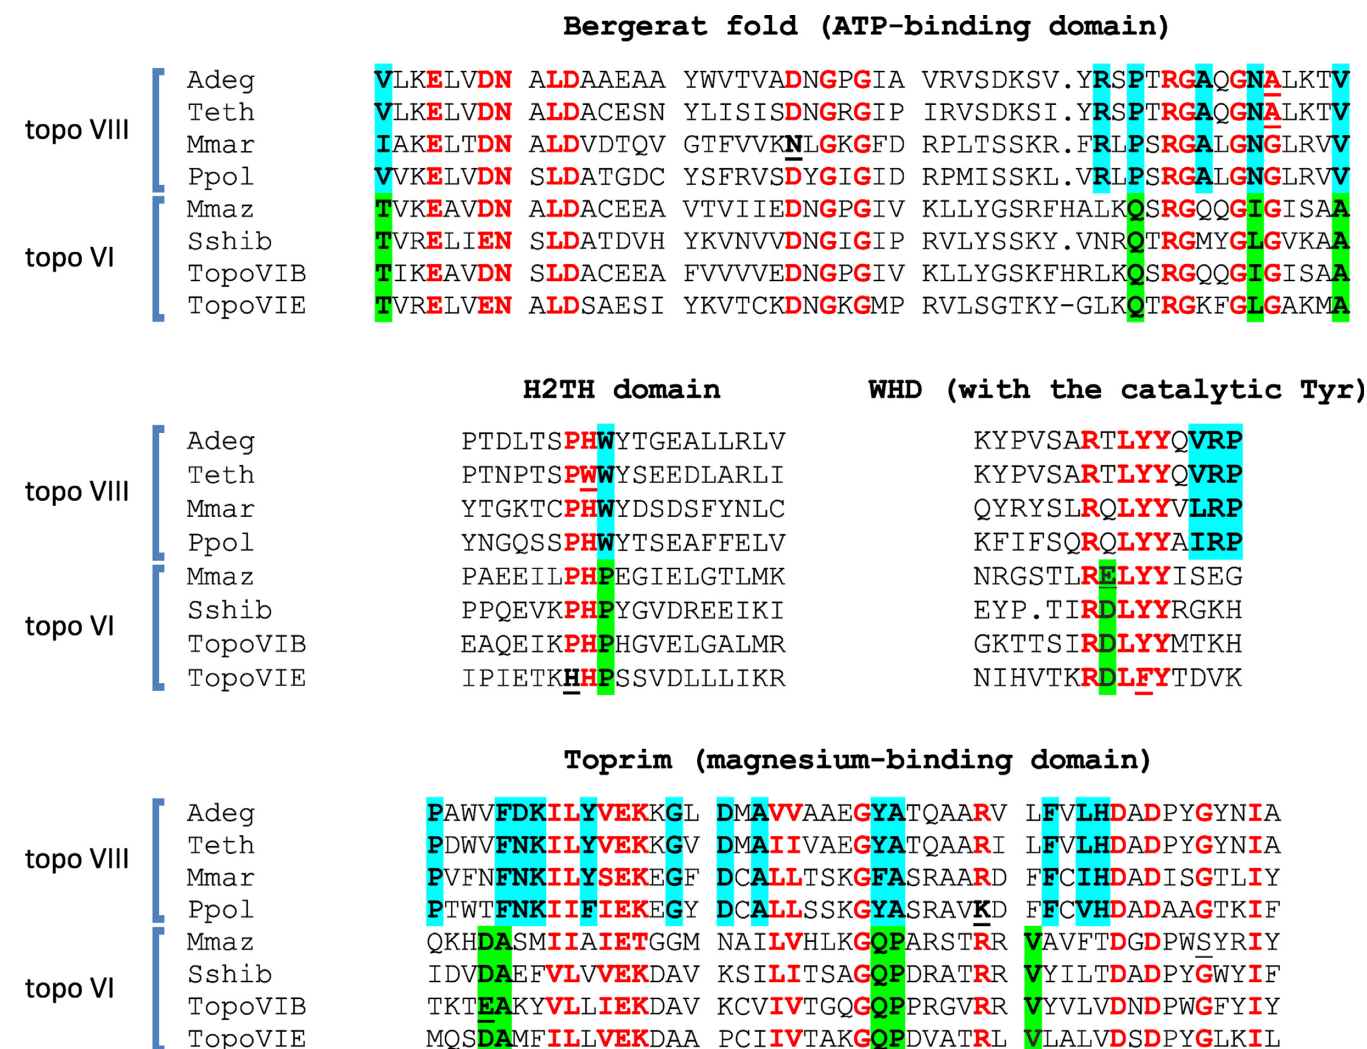 Bergerat fold (ATP-binding domain)
topo VIII
Adeg VLKELVDN ALDAAEAA YWVTVADNGPGIA VRVSDKSV.YRSPTRGAQGNALKTV
Teth VLKELVDN ALDACESN YLISISDNGRGIP IRVSDKSI.YRSPTRGAQGNALKTV
Mmar IAKELTDN ALDVDTQV GTFVVKNLGKGFD RPLTSSKR.FRLPSRGALGNGLRVV
Ppol VVKELVDN SLDATGDC YSFRVSDYGIGID RPMISSKL.VRLPSRGALGNGLRVV
topo VI
Mmaz TVKEAVDN ALDACEEA VTVIIEDNGPGIV KLLYGSRFHALKQSRGQQGIGISAA
Sshib TVRELIEN SLDATDVH YKVNVVDNGIGIP RVLYSSKY.VNRQTRGMYGLGVKAA
TopoVIB TIKEAVDN SLDACEEA FVVVVEDNGPGIV KLLYGSKFHRLKQSRGQQGIGISAA
TopoVIE TVRELVEN ALDSAESI YKVTCKDNGKGMP RVLSGTKY-GLKQTRGKFGLGAKMA
H2TH domain WHD (with the catalytic Tyr)
topo VIII
Adeg PTDLTSPHWYTGEALLRLV KYPVSARTLYYQVRP
Teth PTNPTSPWWYSEEDLARLI KYPVSARTLYYQVRP
Mmar YTGKTCPHWYDSDSFYNLC QYRYSLRQLYYVLRP
Ppol YNGQSSPHWYTSEAFFELV KFIFSQRQLYYAIRP
topo VI
Mmaz PAEEILPHPEGIELGTLMK NRGSTLRELYYISEG
Sshib PPQEVKPHPYGVDREEIKI EYP.TIRDLYYRGKH
TopoVIB EAQEIKPHPHGVELGALMR GKTTSIRDLYYMTKH
TopoVIE IPIETKHHPSSVDLLLIKR NIHVTKRDLFYTDVK
Toprim (magnesium-binding domain)
topo VIII
Adeg PAWVFDKILYVEKKGL DMAVVAAEGYATQAARV LFVLHDADPYGYNIA
Teth PDWVFNKILYVEKKGV DMAIIVAEGYATQAARI LFVLHDADPYGYNIA
Mmar PVFNFNKILYSEKEGF DCALLTSKGFASRAARD FFCIHDADISGTLIY
Ppol PTWTFNKIIFIEKEGY DCALLSSKGYASRAVKD FFCVHDADAAGTKIF
topo VI
Mmaz QKHDASMIIAIETGGM NAILVHLKGQPARSTRR VAVFTDGDPWSYRIY
Sshib IDVDAEFVLVVEKDAV KSILITSAGQPDRATRR VYILTDADPYGWYIF
TopoVIB TKTEAKYVLLIEKDAV KCVIVTGQGQPPRGVRR VYVLVDNDPWGFYIY
TopoVIE MQSDAMFILLVEKDAA PCIIVTAKGQPDVATRL VLALVDSDPYGLKIL